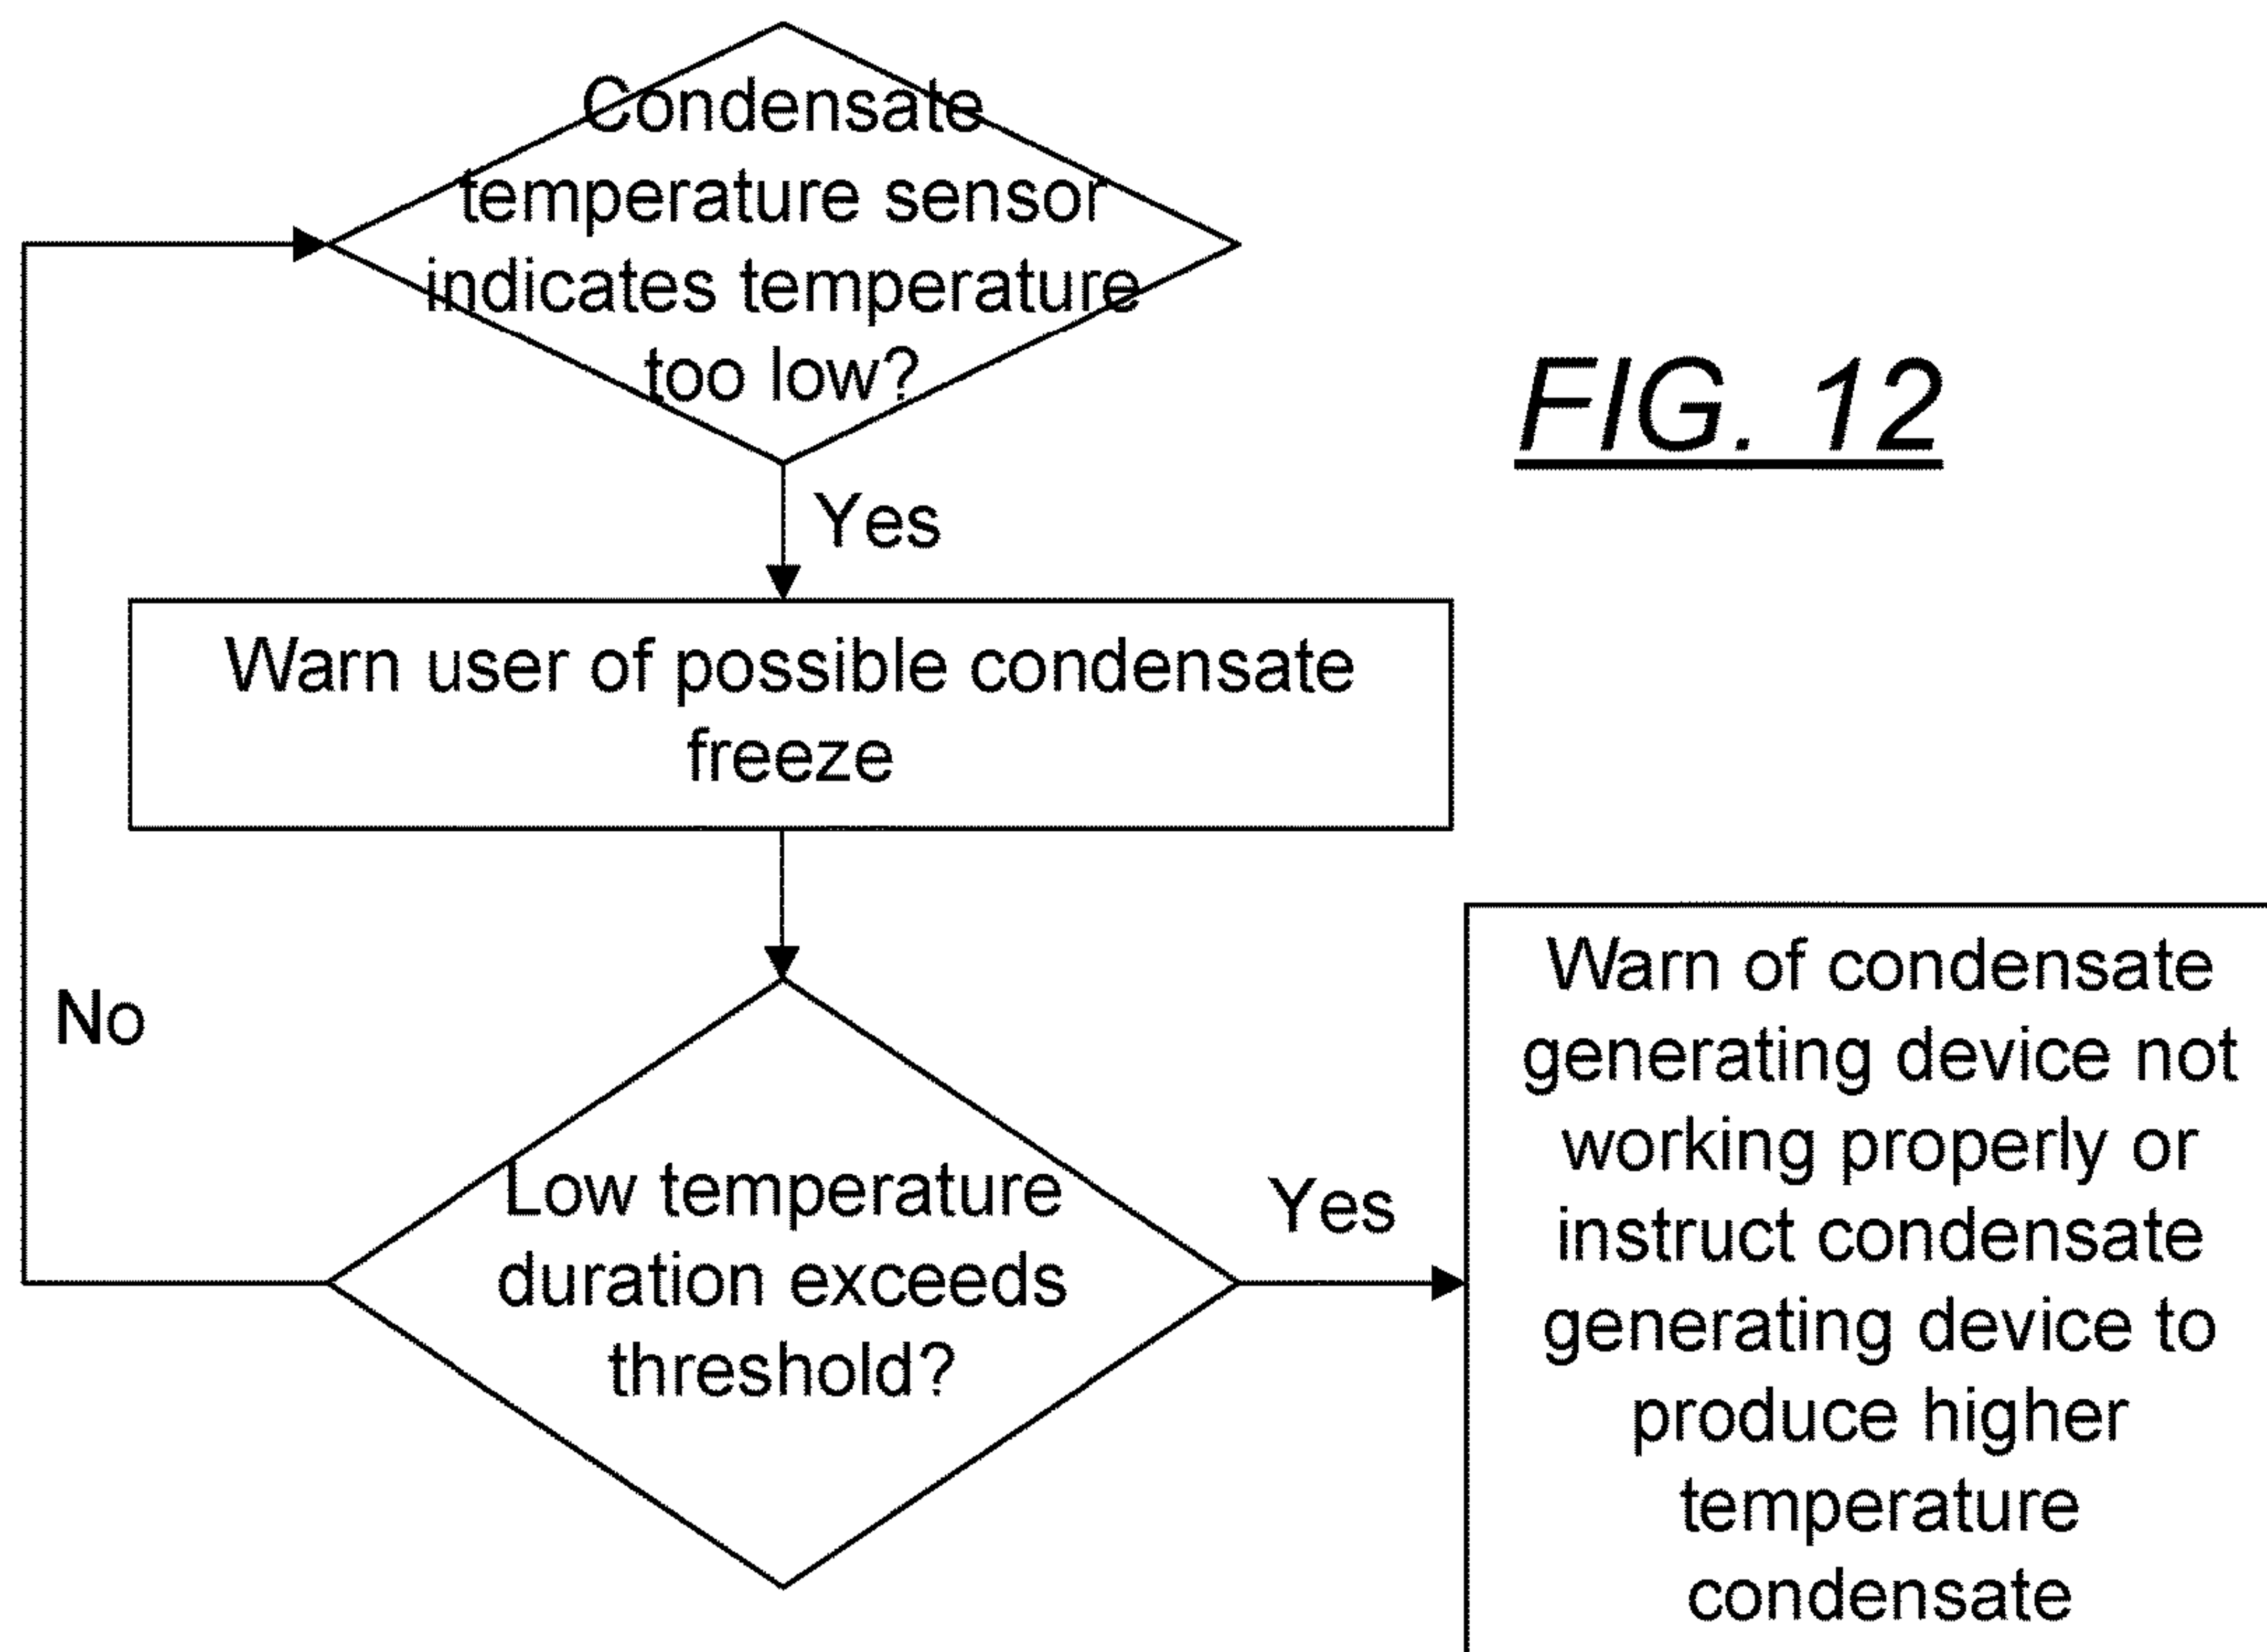 Condensate
temperature sensor
indicates temperature
too low?
FIG. 12
Yes
Warn user of possible condensate
freeze
No
Low temperature
duration exceeds
threshold?
Yes
Warn of condensate
generating device not
working properly or
instruct condensate
generating device to
produce higher
temperature
condensate